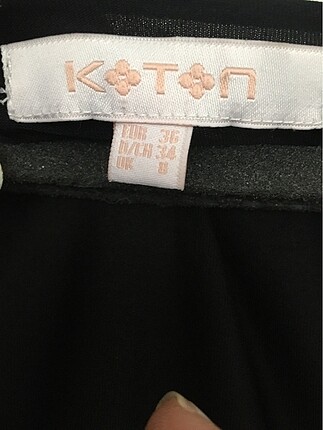 KOTON
EUR 36
D/CH 34
UK 8